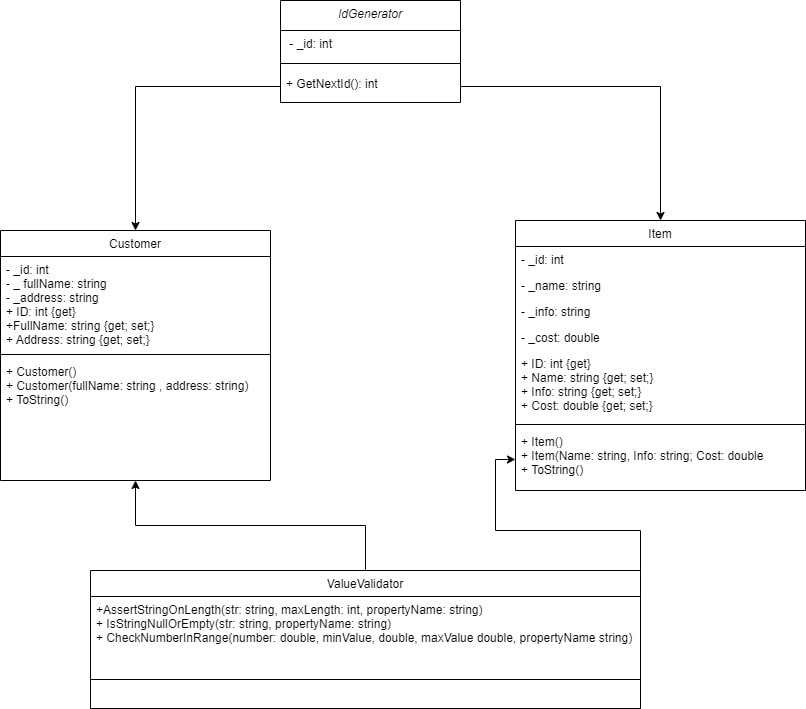 IdGenerator
- _id: int
+ GetNextId(): int
Customer
- _id: int
- _ fullName: string
- _address: string
+ ID: int {get}
+FullName: string {get; set;}
+ Address: string {get; set;}
+ Customer()
+ Customer(fullName: string , address: string)
+ ToString()
Item
- _id: int
- _name: string
- _info: string
- _cost: double
+ ID: int {get}
+ Name: string {get; set;}
+ Info: string {get; set;}
+ Cost: double {get; set;}
+ Item()
+ Item(Name: string, Info: string; Cost: double
+ ToString()
ValueValidator
+AssertStringOnLength(str: string, maxLength: int, propertyName: string)
+ IsStringNullOrEmpty(str: string, propertyName: string)
+ CheckNumberInRange(number: double, minValue, double, maxValue double, propertyName string)